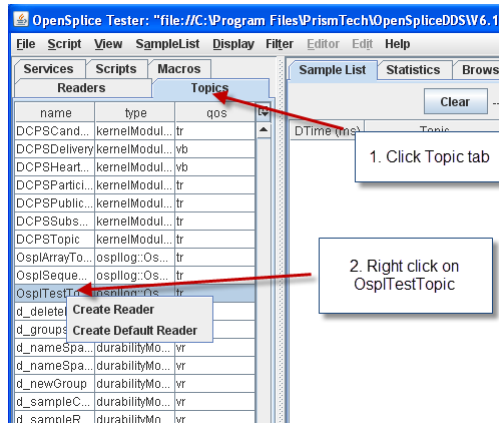 OpenSplice Tester: "file://C:\Program Files\PrismTech\OpenSpliceDDS\V6.1
File Script View SampleList Display Filter Editor Edit Help
Services Scripts Macros
Readers Topics
name type qos
DCPSCand... kernelModul... tr
DCPSDelivery kernelModul... vb
DCPSHeart... kernelModul... vb
DCPSPartici... kernelModul... tr
DCPSPublic... kernelModul... tr
DCPSSubs... kernelModul... tr
DCPSTopic kernelModul... tr
OsplArrayTo... ospllog::Os... tr
OsplSeque... ospllog::Os... tr
OsplTestTo... ospllog::Os... tr
d_delete
d_groups
d_nameSpa... durabilityMo... vr
d_nameSpa... durabilityMo... vr
d_newGroup durabilityMo... vr
d_sampleC... durabilityMo... vr
d_sampleR... durabilityMo... vr
Create Reader
Create Default Reader
Sample List Statistics Brows
Clear --
DTime (ms) Topic
1. Click Topic tab
2. Right click on
OsplTestTopic